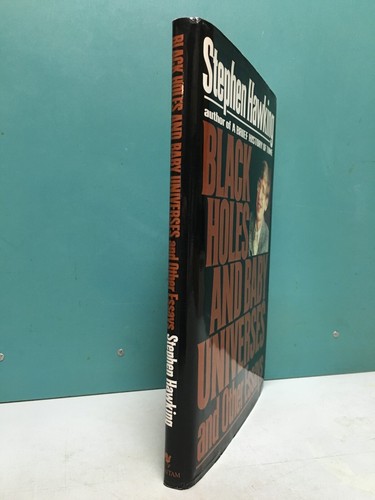 BLACK HOLES AND BABY UNIVERSES and Other Essays Stephen Hawking
Stephen Hawking
author of A BRIEF HISTORY OF TIME
BLACK
HOLES
AND BABY
UNIVERSES
and Other Essays